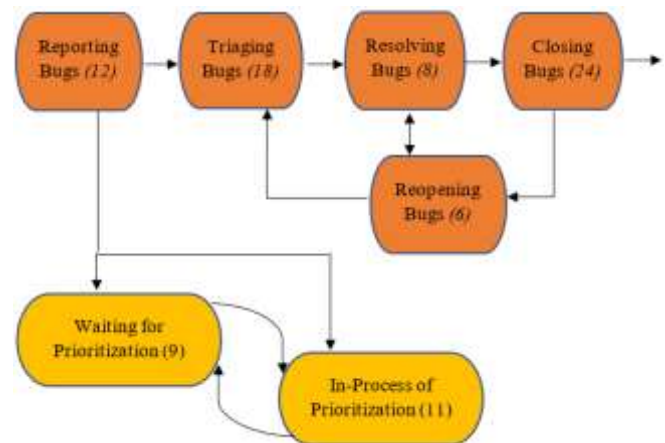 Reporting
Bugs (12)
Triaging
Bugs (18)
Resolving
Bugs (8)
Closing
Bugs (24)
Reopening
Bugs (6)
Waiting for
Prioritization (9)
In-Process of
Prioritization (11)